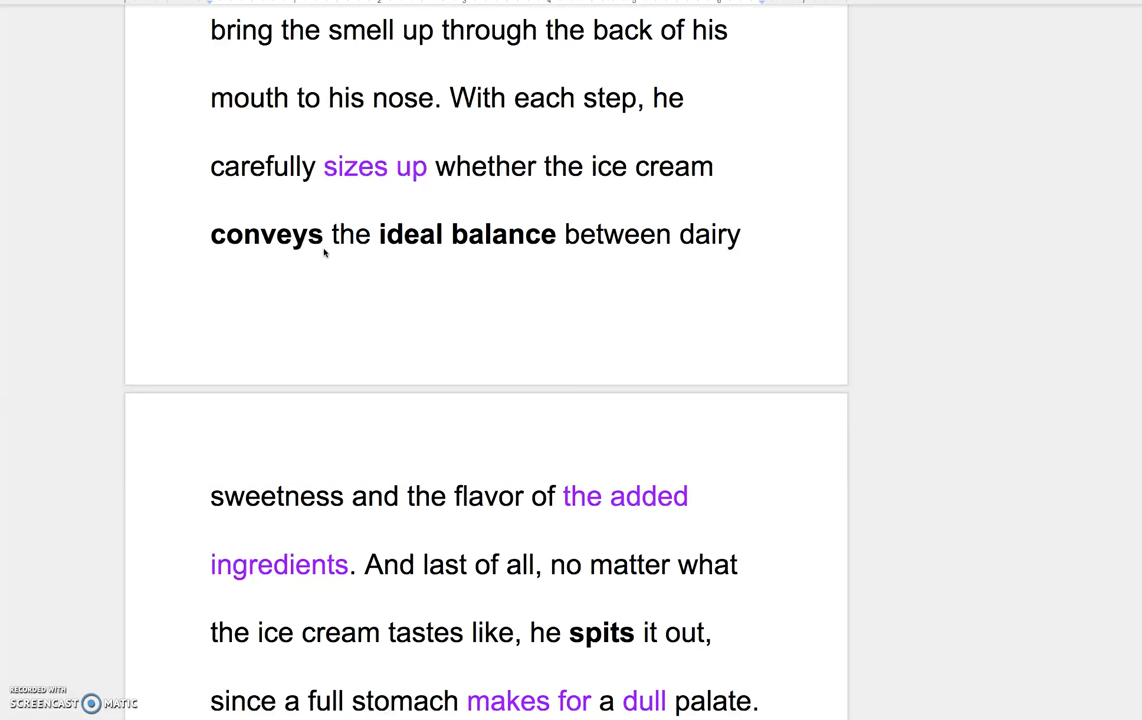 bring the smell up through the back of his
mouth to his nose. With each step, he
carefully sizes up whether the ice cream
conveys the ideal balance between dairy
sweetness and the flavor of the added
ingredients. And last of all, no matter what
the ice cream tastes like, he spits it out,
since a full stomach makes for a dull palate.
RECORDED WITH
SCREENCAST MATIC